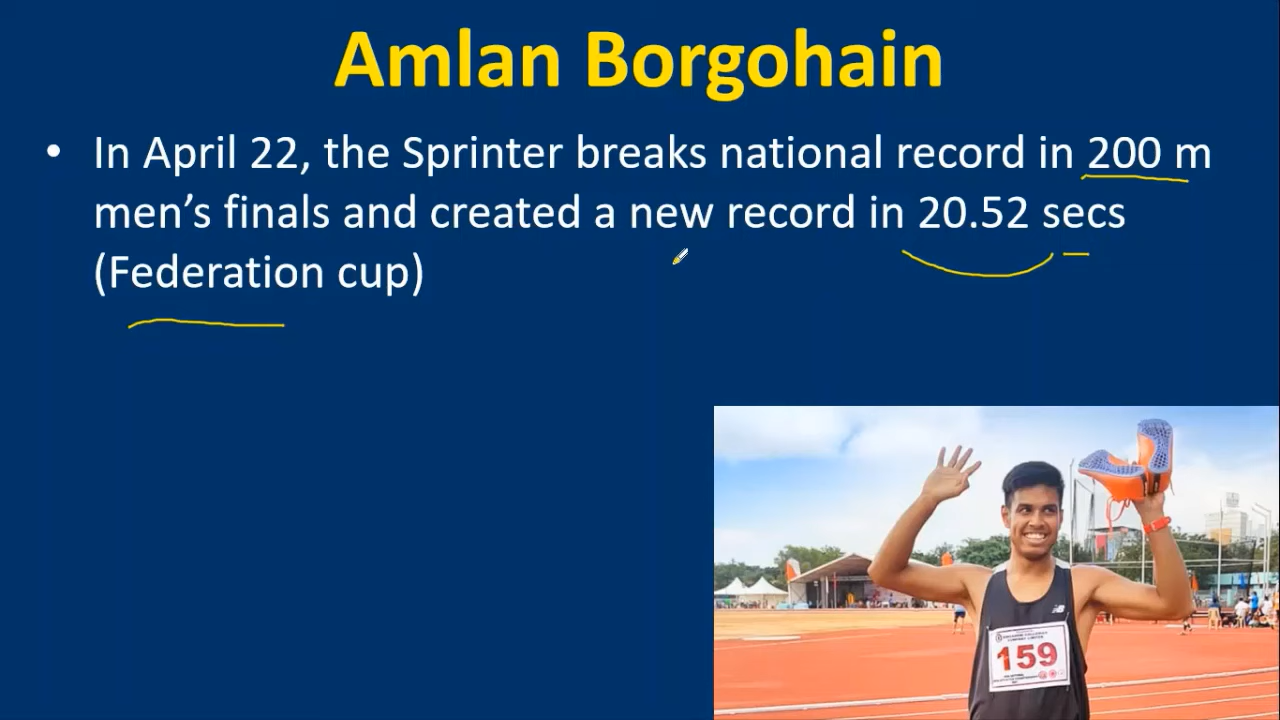 Amlan Borgohain
• In April 22, the Sprinter breaks national record in 200 m
men’s finals and created a new record in 20.52 secs
(Federation cup)
159